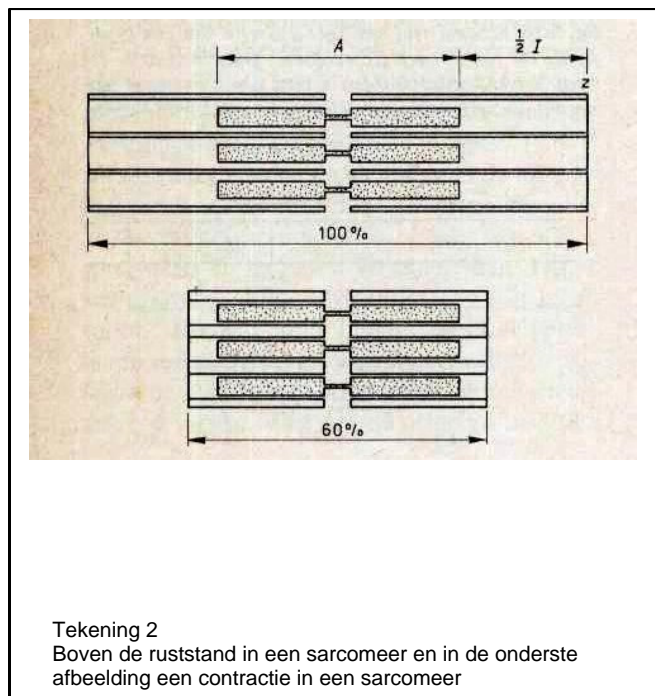 A
½ I
z
100%
60%
Tekening 2
Boven de ruststand in een sarcomeer en in de onderste
afbeelding een contractie in een sarcomeer